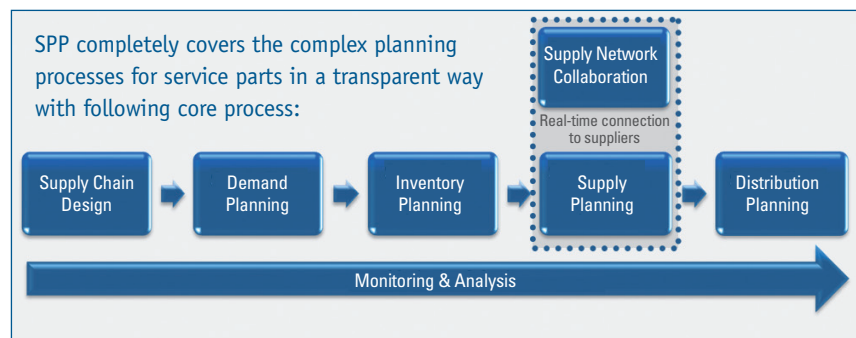 SPP completely covers the complex planning
processes for service parts in a transparent way
with following core process:
Supply Network
Collaboration
Real-time connection
to suppliers
Supply Chain
Design
Demand
Planning
Inventory
Planning
Supply
Planning
Distribution
Planning
Monitoring & Analysis